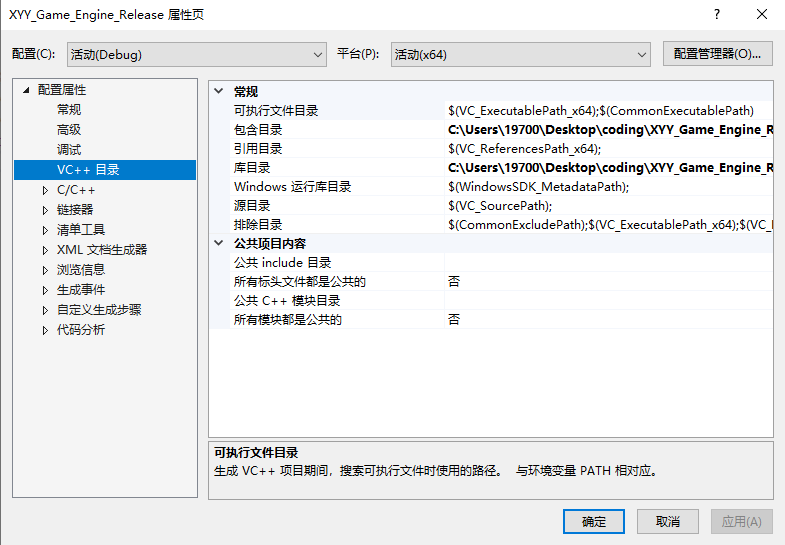 XYY_Game_Engine_Release 属性页
配置(C): 活动(Debug) 平台(P): 活动(x64) 配置管理器(O)...
配置属性
常规
高级
调试
VC++ 目录
C/C++
链接器
清单工具
XML 文档生成器
浏览信息
生成事件
自定义生成步骤
代码分析
常规
可执行文件目录 $(VC_ExecutablePath_x64);$(CommonExecutablePath)
包含目录 C:\Users\19700\Desktop\coding\XYY_Game_Engine_R
引用目录 $(VC_ReferencesPath_x64);
库目录 C:\Users\19700\Desktop\coding\XYY_Game_Engine_R
Windows 运行库目录 $(WindowsSDK_MetadataPath);
源目录 $(VC_SourcePath);
排除目录 $(CommonExcludePath);$(VC_ExecutablePath_x64);$(VC_I
公共项目内容
公共 include 目录
所有标头文件都是公共的 否
公共 C++ 模块目录
所有模块都是公共的 否
可执行文件目录
生成 VC++ 项目期间，搜索可执行文件时使用的路径。 与环境变量 PATH 相对应。
确定 取消 应用(A)